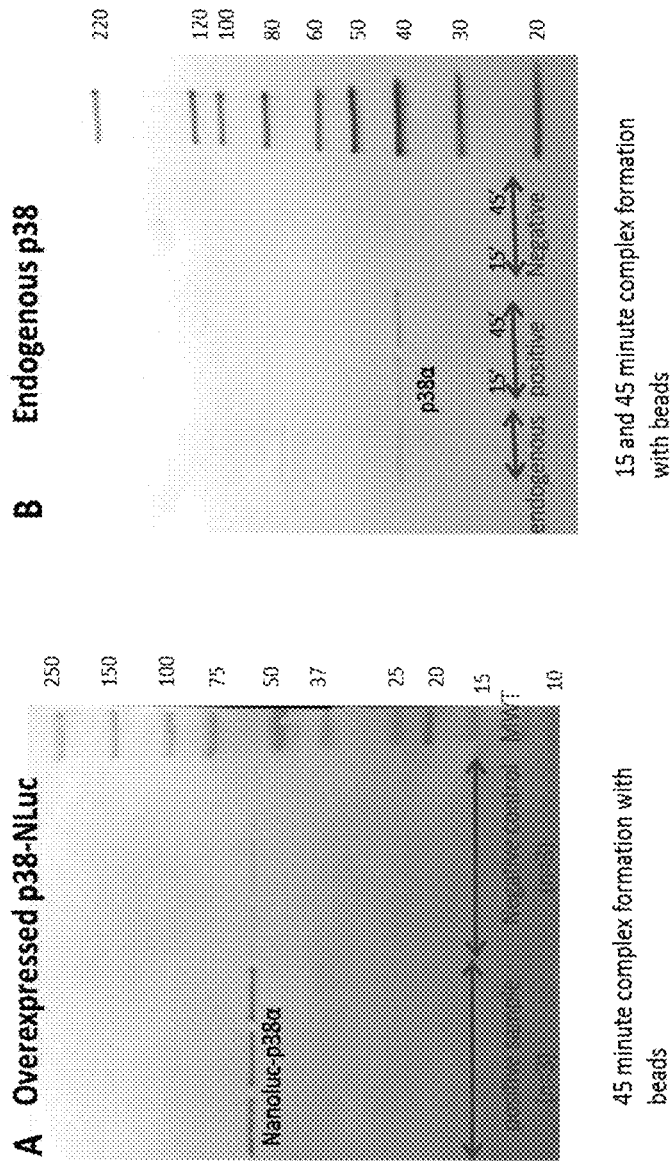 A Overexpressed p38-NLuc
250
150
100
75
50
37
25
20
15
10
Nanoluc-p38α
MWT
45 minute complex formation with
beads
B Endogenous p38
220
120
100
80
60
50
40
30
20
p38α
15' 45' 15' 45'
endogenous positive Negative
15 and 45 minute complex formation
with beads